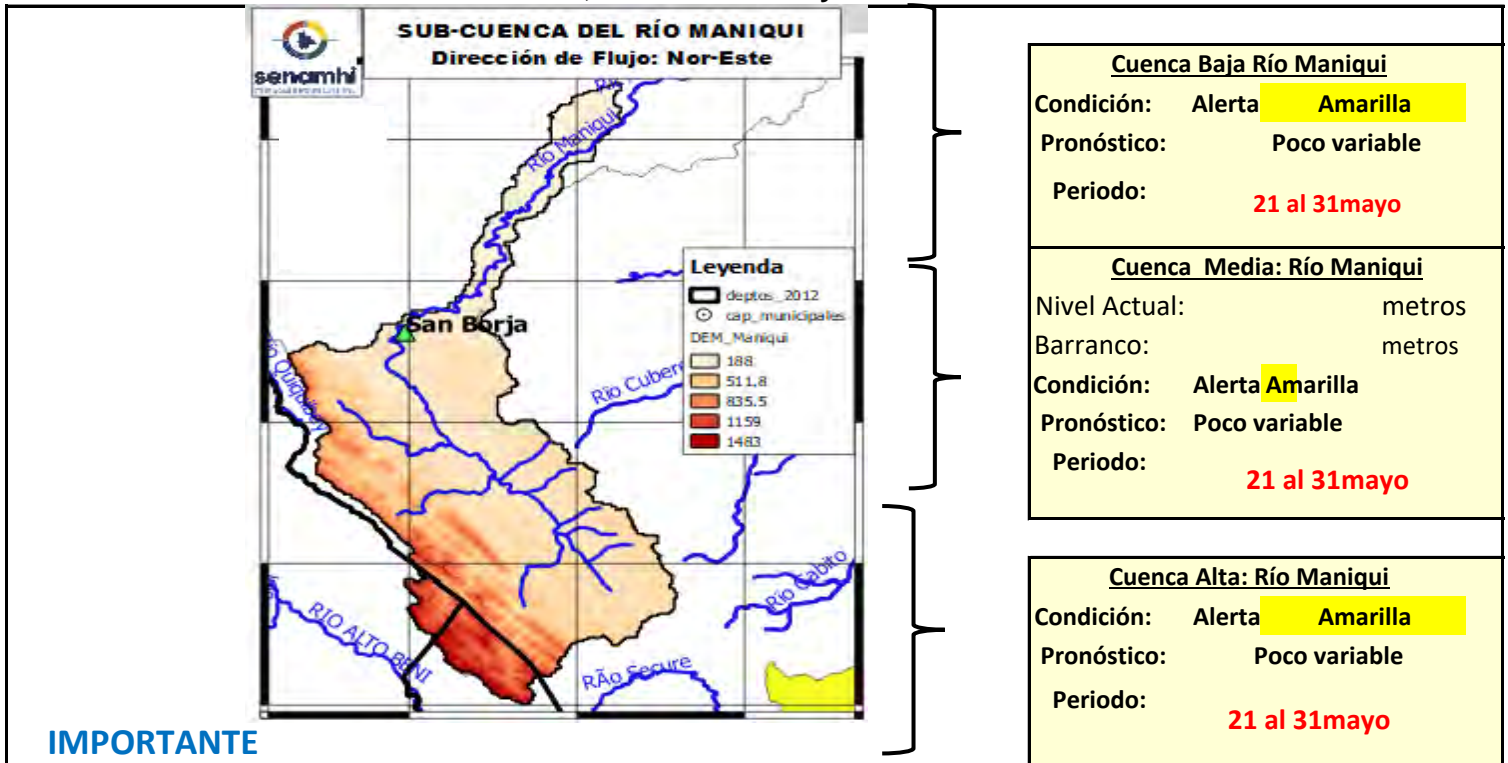 senamhi
SUB-CUENCA DEL RÍO MANIQUI
Dirección de Flujo: Nor-Este
Río Maniqui
San Borja
Río Quiquibey
Río Cubere
RIO ALTO BENI
RÃo Secure
Río Cabito
Leyenda
deptos_2012
cap_municipales
DEM_Maniqui
188
511.8
835.5
1159
1483
Cuenca Baja Río Maniqui
Condición: Alerta Amarilla
Pronóstico: Poco variable
Periodo: 21 al 31mayo
Cuenca Media: Río Maniqui
Nivel Actual: metros
Barranco: metros
Condición: Alerta Amarilla
Pronóstico: Poco variable
Periodo: 21 al 31mayo
Cuenca Alta: Río Maniqui
Condición: Alerta Amarilla
Pronóstico: Poco variable
Periodo: 21 al 31mayo
IMPORTANTE